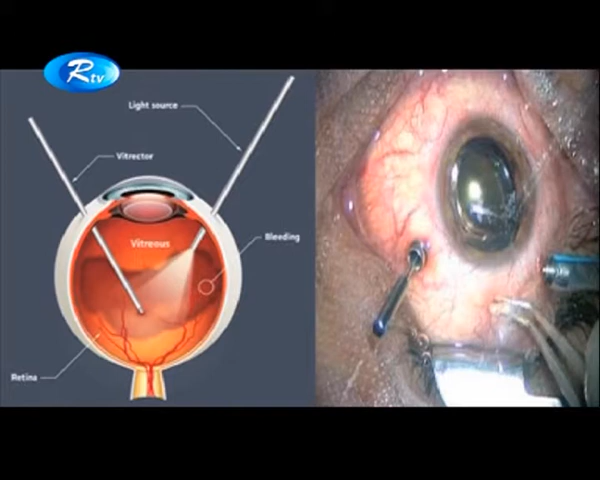 Rtv
Light source
Vitrector
Vitreous
Bleeding
Retina